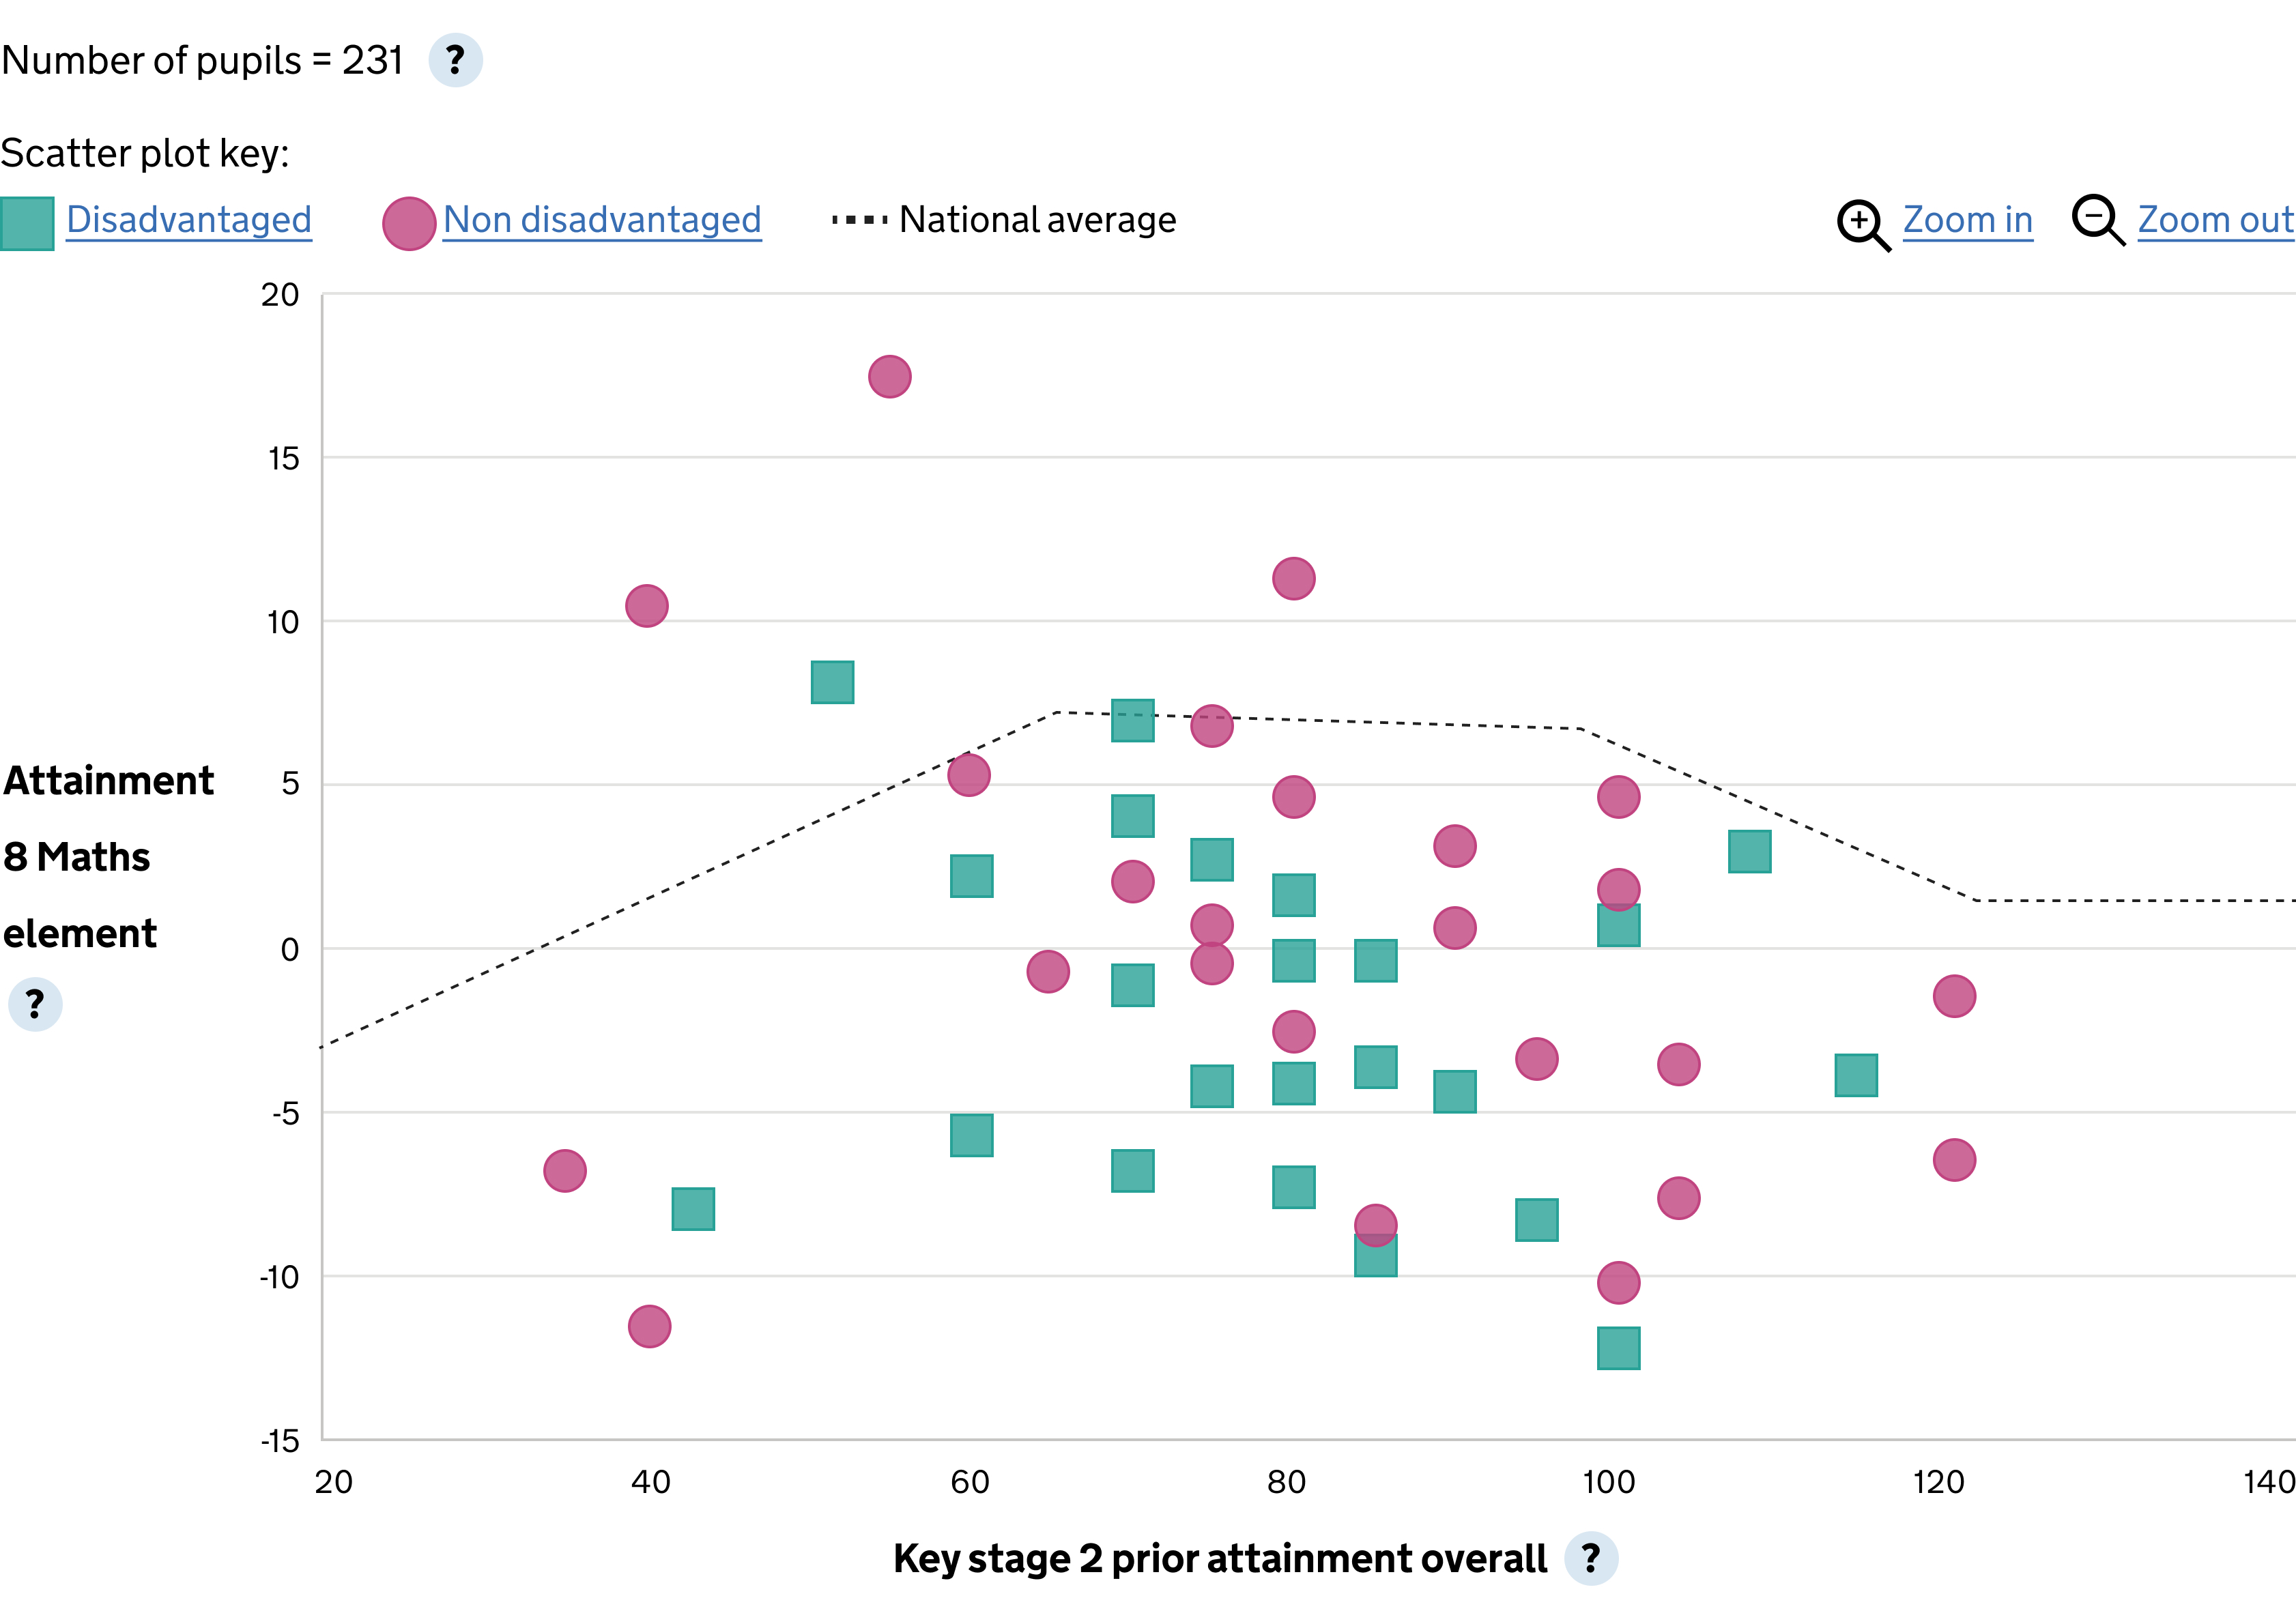 Number of pupils = 231 ?
Scatter plot key:
Disadvantaged Non disadvantaged National average Zoom in Zoom out
20
15
10
5
0
-5
-10
-15
Attainment
8 Maths
element
?
20 40 60 80 100 120 140
Key stage 2 prior attainment overall ?